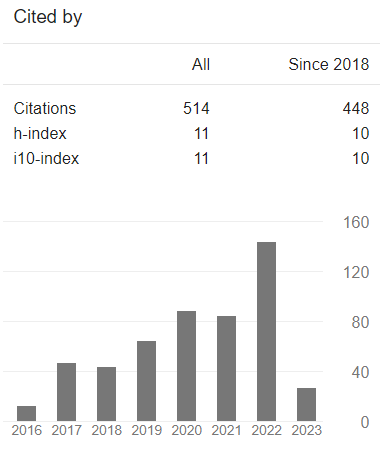 Cited by
All Since 2018
Citations 514 448
h-index 11 10
i10-index 11 10
160
120
80
40
0
2016 2017 2018 2019 2020 2021 2022 2023